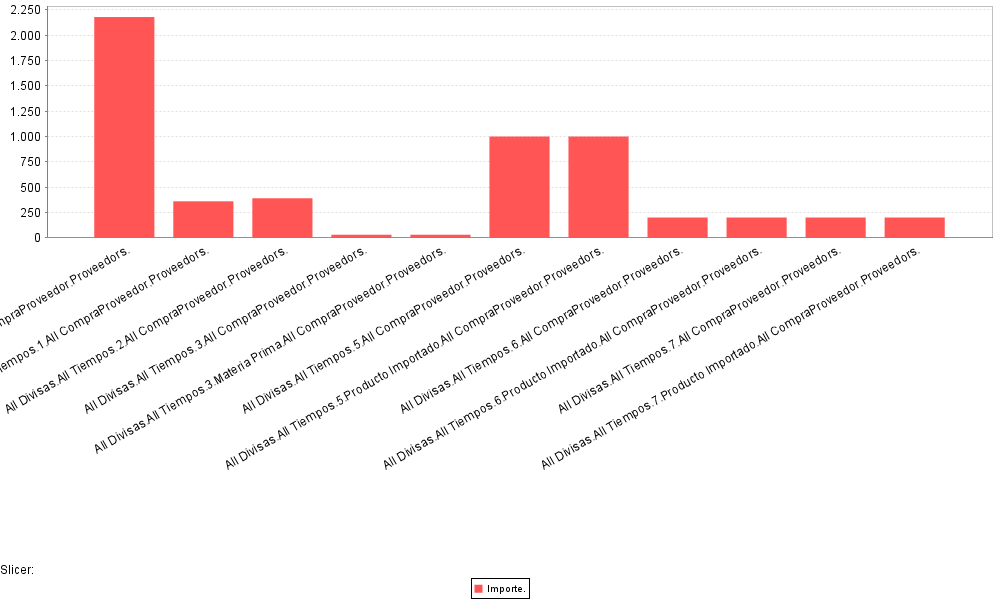 2.250
2.000
1.750
1.500
1.250
1.000
750
500
250
0
mpraProveedor.Proveedors.
Tiempos.1.All CompraProveedor.Proveedors.
All Divisas.All Tiempos.2.All CompraProveedor.Proveedors.
All Divisas.All Tiempos.3.All CompraProveedor.Proveedors.
All Divisas.All Tiempos.3.Materia Prima.All CompraProveedor.Proveedors.
All Divisas.All Tiempos.5.All CompraProveedor.Proveedors.
All Divisas.All Tiempos.5.Producto Importado.All CompraProveedor.Proveedors.
All Divisas.All Tiempos.6.All CompraProveedor.Proveedors.
All Divisas.All Tiempos.6.Producto Importado.All CompraProveedor.Proveedors.
All Divisas.All Tiempos.7.All CompraProveedor.Proveedors.
All Divisas.All Tiempos.7.Producto Importado.All CompraProveedor.Proveedors.
Slicer:
Importe.